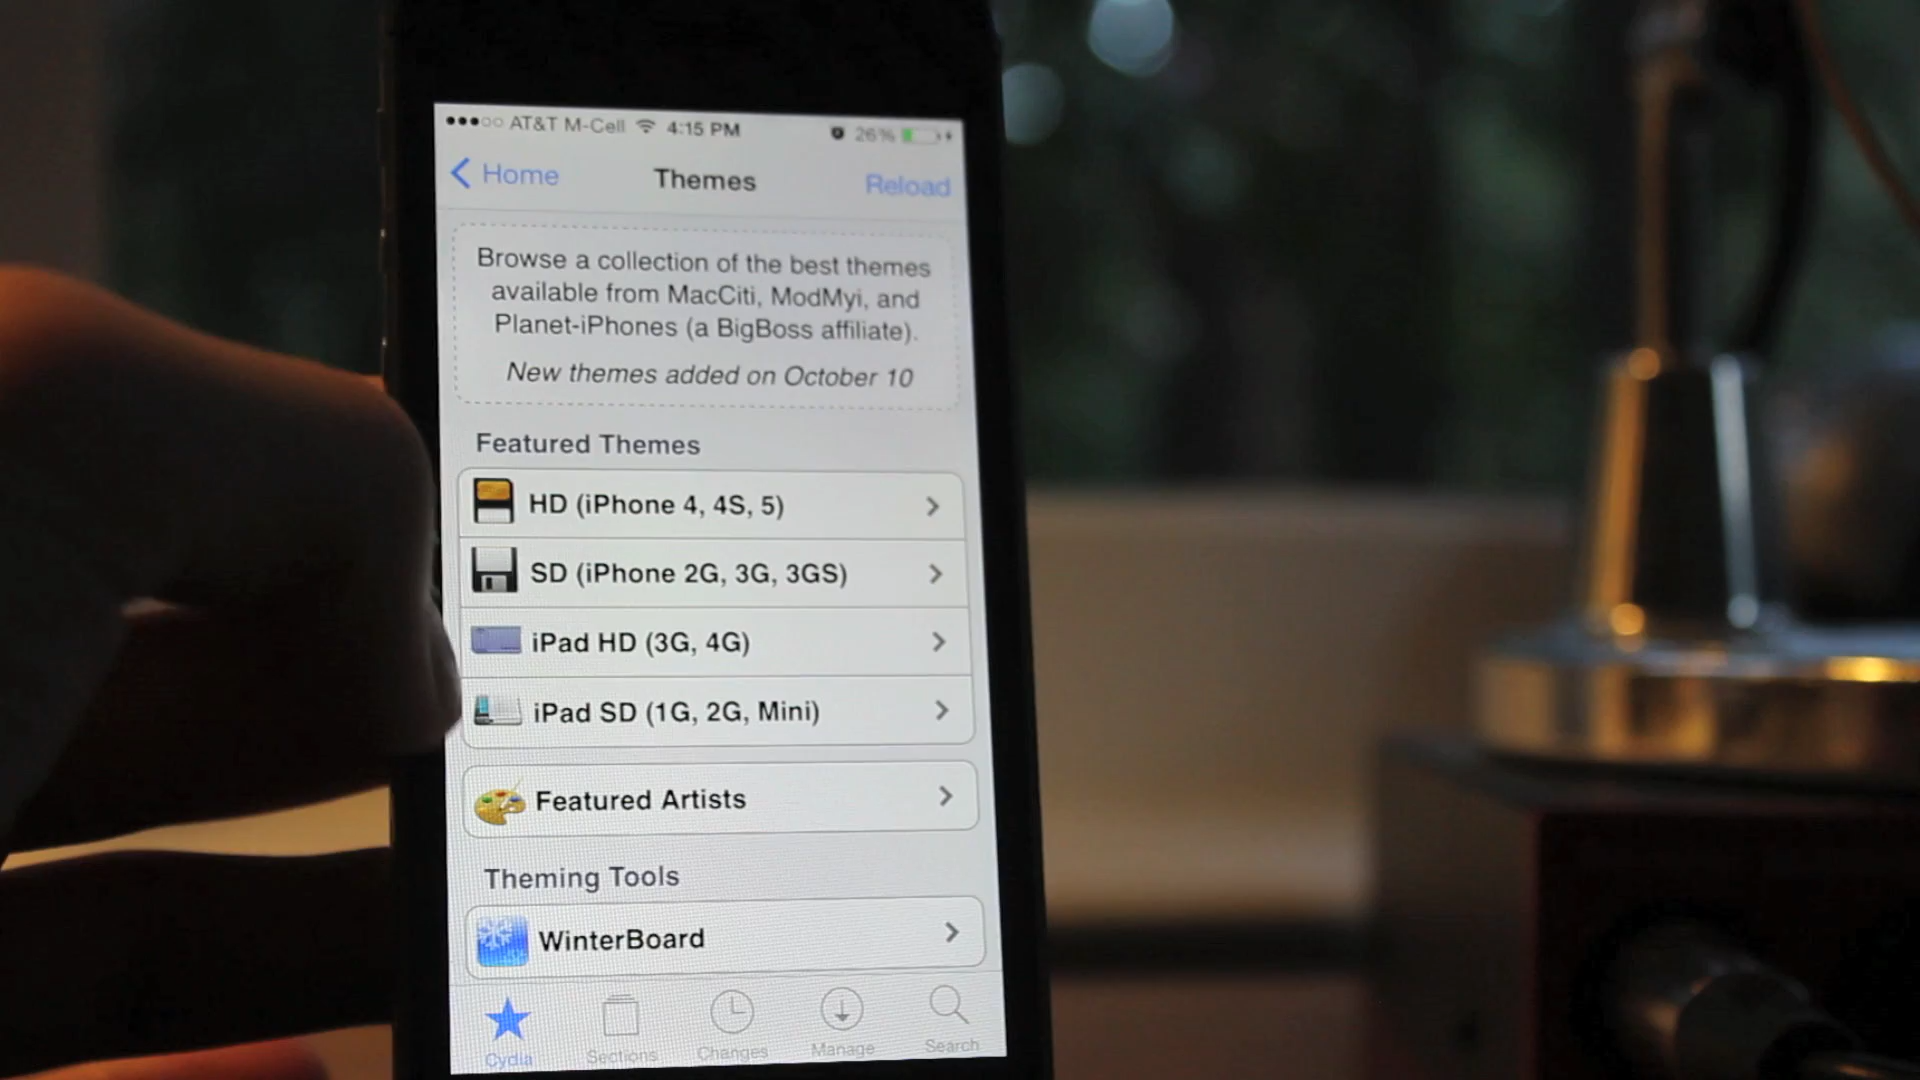 AT&T M-Cell 4:15 PM 26%
Home Themes Reload
Browse a collection of the best themes
available from MacCiti, ModMyi, and
Planet-iPhones (a BigBoss affiliate).
New themes added on October 10
Featured Themes
HD (iPhone 4, 4S, 5)
SD (iPhone 2G, 3G, 3GS)
iPad HD (3G, 4G)
iPad SD (1G, 2G, Mini)
Featured Artists
Theming Tools
WinterBoard
Cydia Sections Changes Manage Search